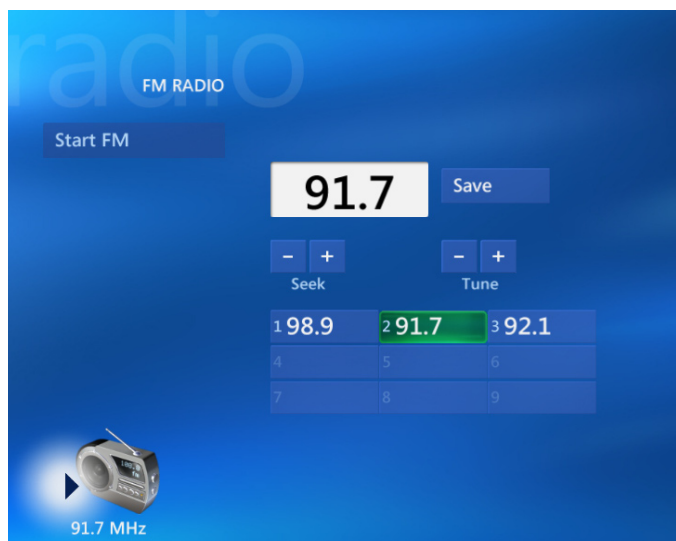 radio
FM RADIO
Start FM
91.7
Save
- + - +
Seek Tune
1 98.9 2 91.7 3 92.1
4 5 6
7 8 9
91.7 MHz